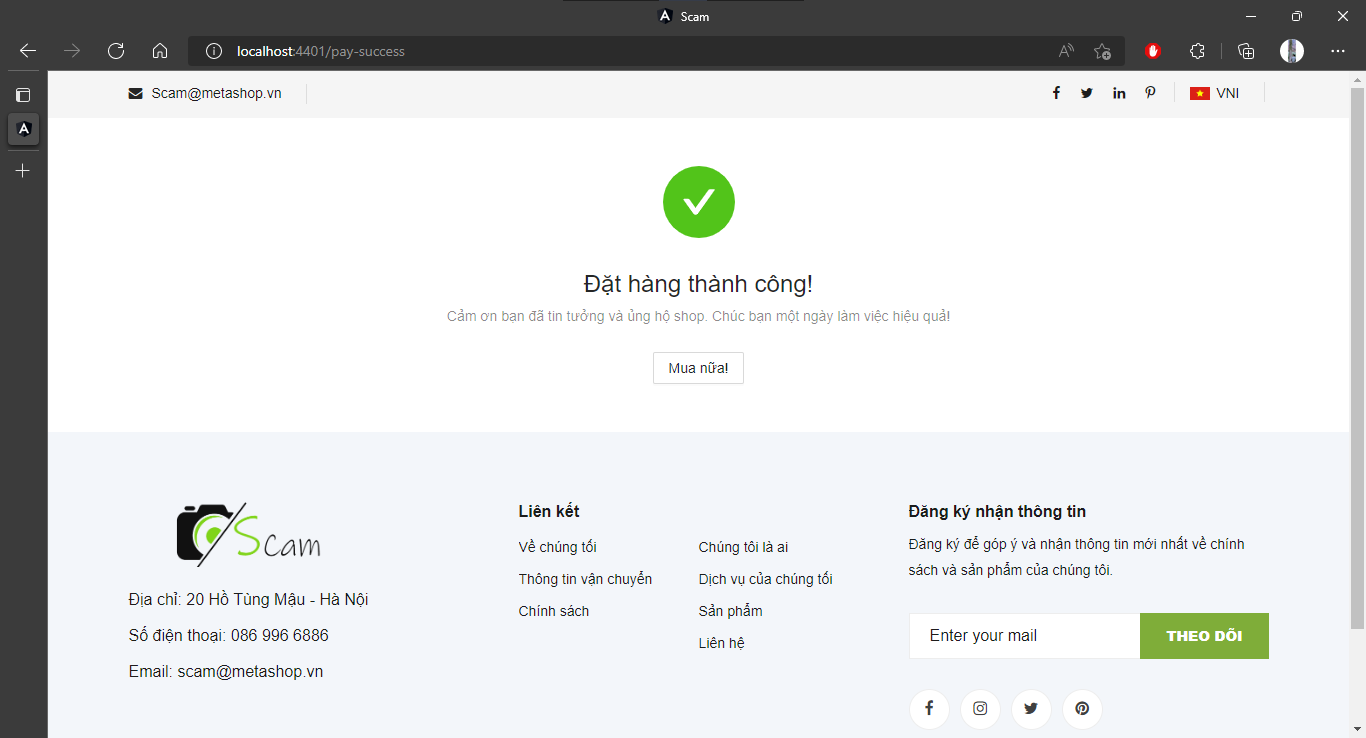 Scam
localhost:4401/pay-success
Scam@metashop.vn
VNI
Đặt hàng thành công!
Cảm ơn bạn đã tin tưởng và ủng hộ shop. Chúc bạn một ngày làm việc hiệu quả!
Mua nữa!
Scam
Địa chỉ: 20 Hồ Tùng Mậu - Hà Nội
Số điện thoại: 086 996 6886
Email: scam@metashop.vn
Liên kết
Về chúng tối
Thông tin vận chuyển
Chính sách
Chúng tôi là ai
Dịch vụ của chúng tối
Sản phẩm
Liên hệ
Đăng ký nhận thông tin
Đăng ký để góp ý và nhận thông tin mới nhất về chính
sách và sản phẩm của chúng tôi.
Enter your mail
THEO DÕI